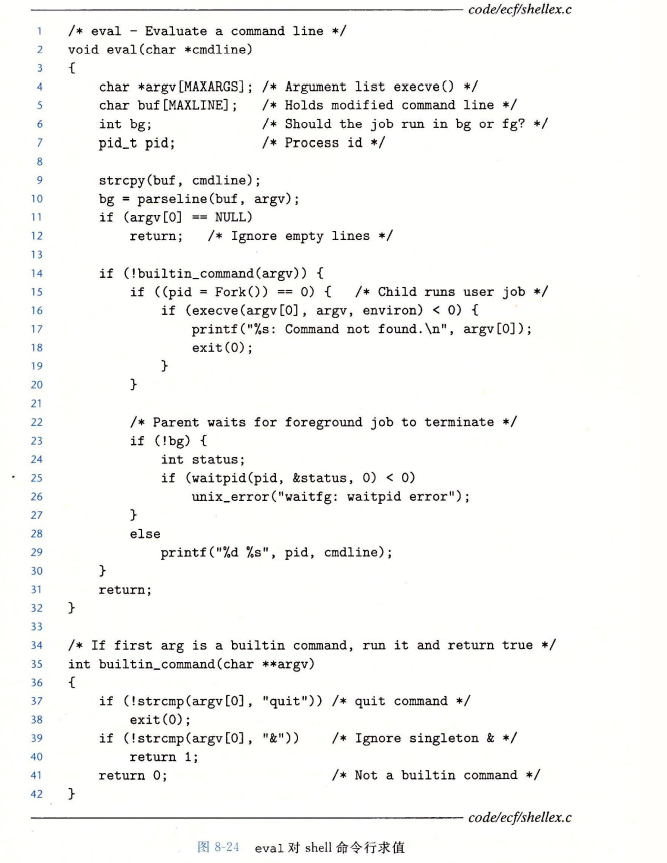 code/ecf/shellex.c
1 /* eval - Evaluate a command line */
2 void eval(char *cmdline)
3 {
4     char *argv[MAXARGS]; /* Argument list execve() */
5     char buf[MAXLINE];   /* Holds modified command line */
6     int bg;              /* Should the job run in bg or fg? */
7     pid_t pid;           /* Process id */
8
9     strcpy(buf, cmdline);
10     bg = parseline(buf, argv);
11     if (argv[0] == NULL)
12         return;   /* Ignore empty lines */
13
14     if (!builtin_command(argv)) {
15         if ((pid = Fork()) == 0) {   /* Child runs user job */
16             if (execve(argv[0], argv, environ) < 0) {
17                 printf("%s: Command not found.\n", argv[0]);
18                 exit(0);
19             }
20         }
21
22         /* Parent waits for foreground job to terminate */
23         if (!bg) {
24             int status;
25             if (waitpid(pid, &status, 0) < 0)
26                 unix_error("waitfg: waitpid error");
27         }
28         else
29             printf("%d %s", pid, cmdline);
30     }
31     return;
32 }
33
34 /* If first arg is a builtin command, run it and return true */
35 int builtin_command(char **argv)
36 {
37     if (!strcmp(argv[0], "quit")) /* quit command */
38         exit(0);
39     if (!strcmp(argv[0], "&"))    /* Ignore singleton & */
40         return 1;
41     return 0;                     /* Not a builtin command */
42 }
code/ecf/shellex.c
图 8-24 eval 对 shell 命令行求值